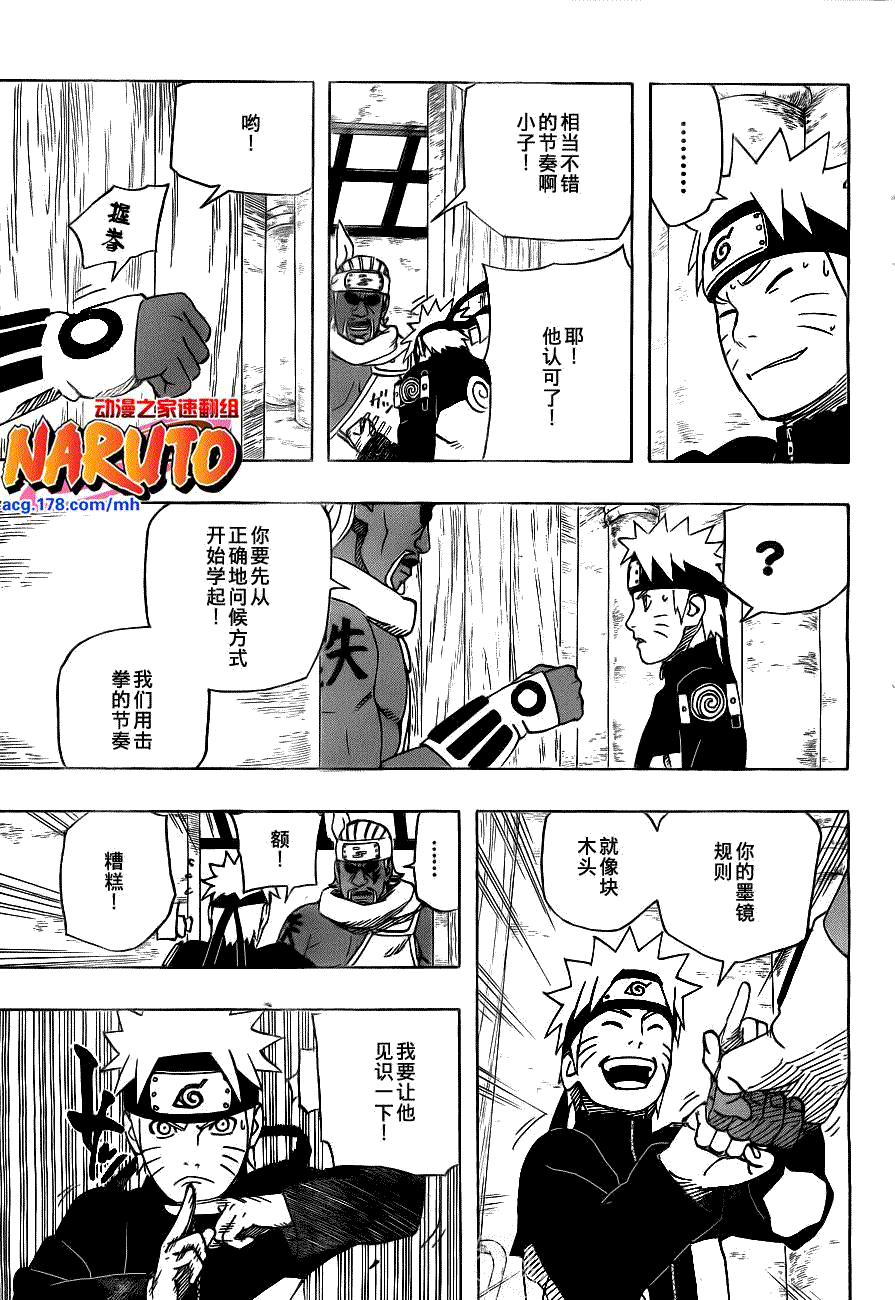 ………
相当不错
的节奏啊
小子！
耶！
他认可了！
ガッ
哟！
握拳
动漫之家速翻组
NARUTO
acg.178.com/mh
？
你要先从
正确地问候方式
开始学起！
我们用击
拳的节奏
失
你的墨镜
规则
就像块
木头
……
额！
糟糕！
我要让他
见识一下！